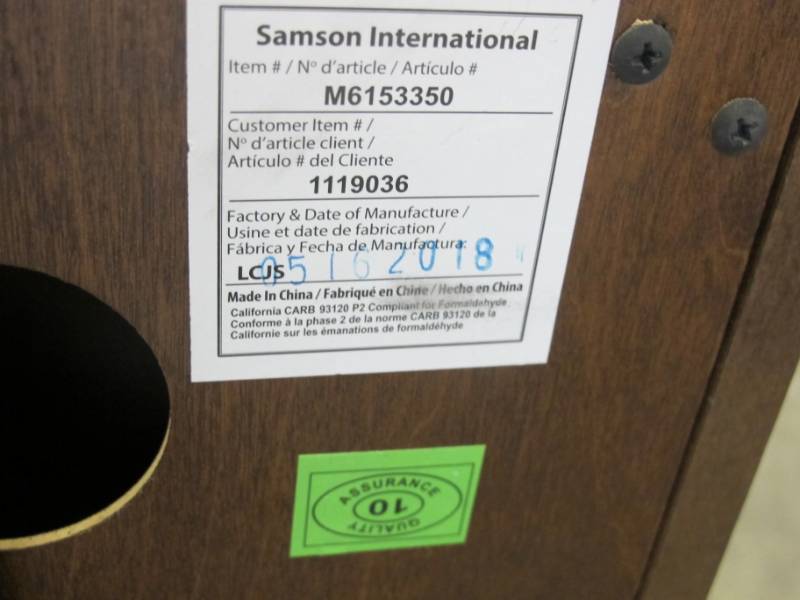 Samson International
Item # / Nº d'article / Artículo #
M6153350
Customer Item # /
Nº d'article client /
Artículo # del Cliente
1119036
Factory & Date of Manufacture /
Usine et date de fabrication /
Fábrica y Fecha de Manufactura:
LCJS 05 16 2018
Made In China / Fabriqué en Chine / Hecho en China
California CARB 93120 P2 Compliant for Formaldehyde
Conforme à la phase 2 de la norme CARB 93120 de la
Californie sur les émanations de formaldéhyde
ASSURANCE
10
QUALITY